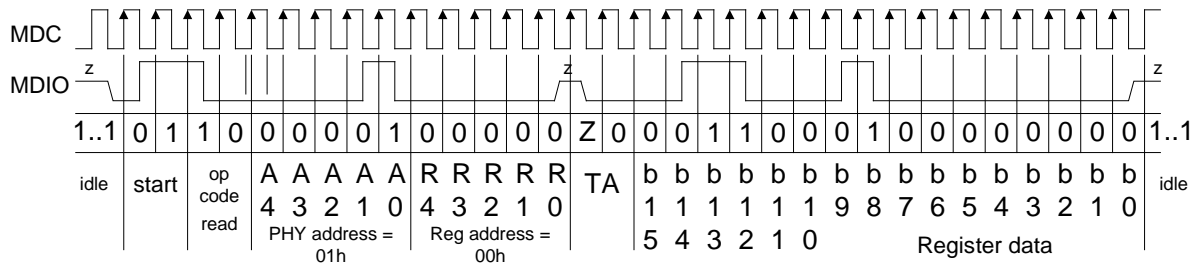 MDC
MDIO z z z
1..1 0 1 1 0 0 0 0 0 1 0 0 0 0 0 Z 0 0 0 1 1 0 0 0 1 0 0 0 0 0 0 0 0 1..1
idle start op A A A A A R R R R R TA b b b b b b b b b b b b b b b b idle
code 4 3 2 1 0 4 3 2 1 0 1 1 1 1 1 1 9 8 7 6 5 4 3 2 1 0
read PHY address = Reg address = 5 4 3 2 1 0 Register data
01h 00h